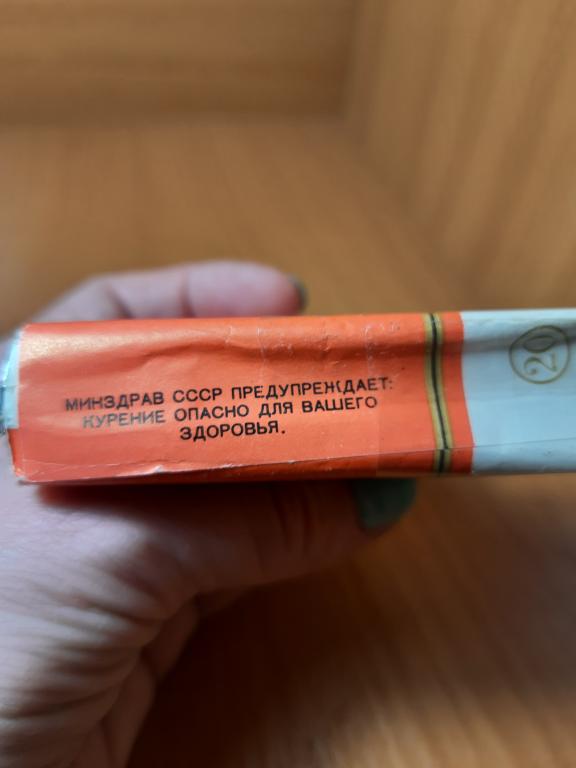 МИНЗДРАВ СССР ПРЕДУПРЕЖДАЕТ:
КУРЕНИЕ ОПАСНО ДЛЯ ВАШЕГО
ЗДОРОВЬЯ.
20